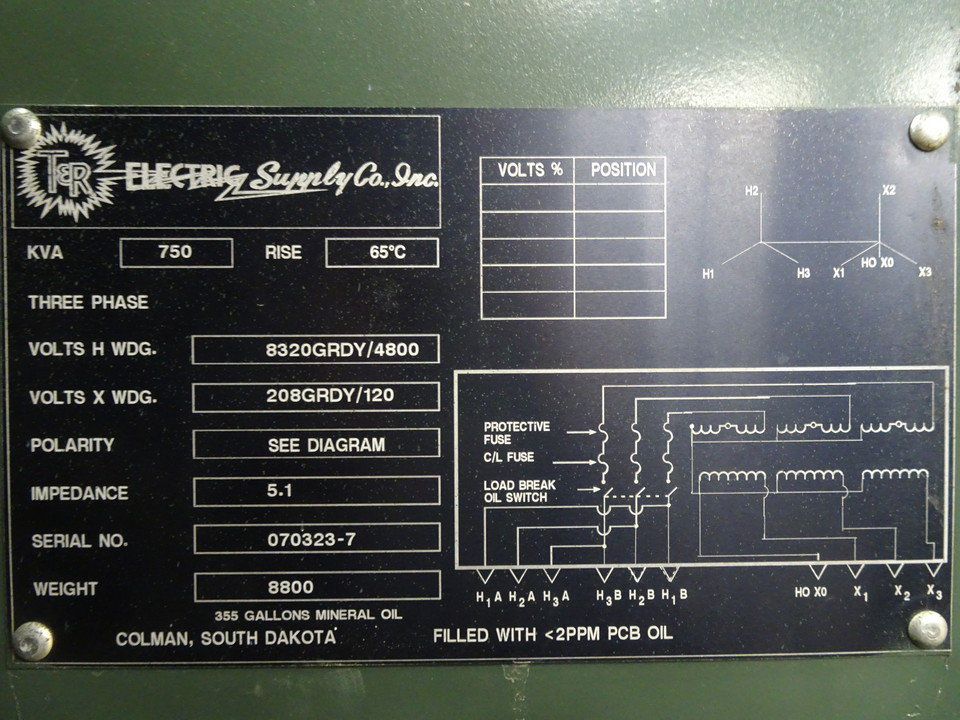 T&R ELECTRIC Supply Co., Inc.
KVA 750 RISE 65°C
THREE PHASE
VOLTS H WDG. 8320GRDY/4800
VOLTS X WDG. 208GRDY/120
POLARITY SEE DIAGRAM
IMPEDANCE 5.1
SERIAL NO. 070323-7
WEIGHT 8800
355 GALLONS MINERAL OIL
COLMAN, SOUTH DAKOTA
FILLED WITH <2PPM PCB OIL
VOLTS % POSITION
H2 X2
H1 H3 X1 HO X0 X3
PROTECTIVE
FUSE
C/L FUSE
LOAD BREAK
OIL SWITCH
H1A H2A H3A H3B H2B H1B HO X0 X1 X2 X3